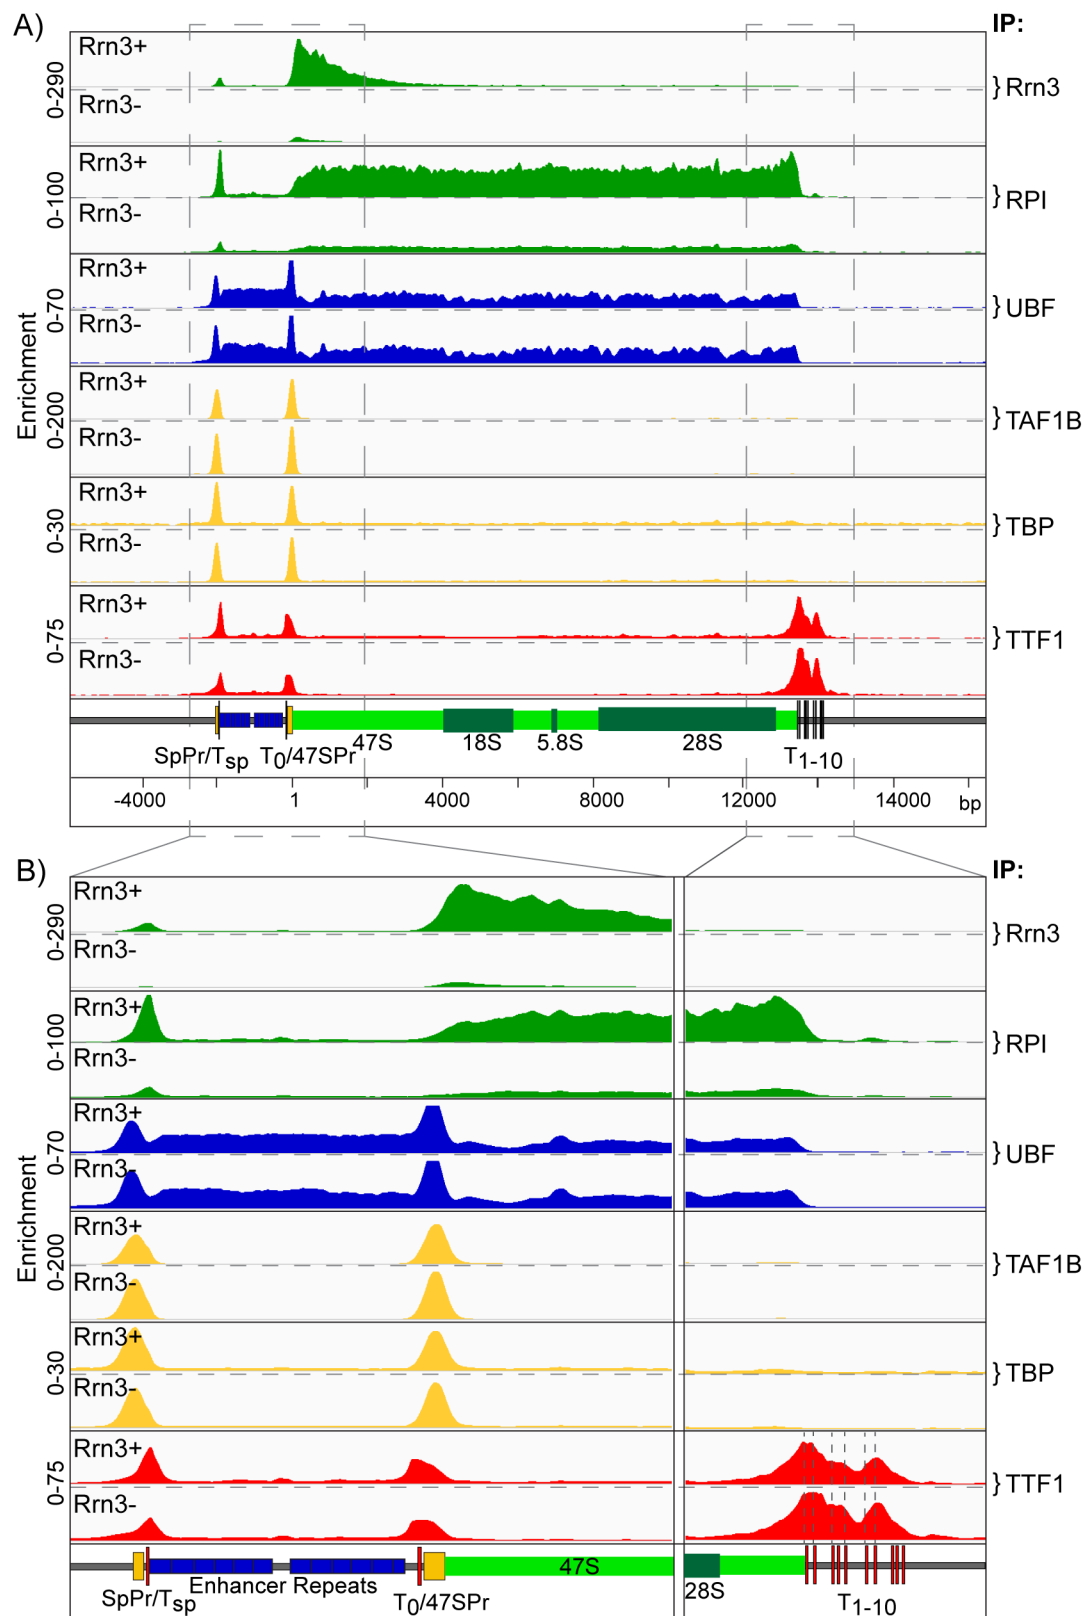 A)
IP:
Rrn3+
0-290
Rrn3-
} Rrn3
Rrn3+
0-100
Rrn3-
} RPI
Rrn3+
0-70
Rrn3-
} UBF
Enrichment
Rrn3+
0-200
Rrn3-
} TAF1B
Rrn3+
0-30
Rrn3-
} TBP
Rrn3+
0-75
Rrn3-
} TTF1
47S 18S 5.8S 28S
SpPr/Tsp T0/47SPr T1-10
-4000 1 4000 8000 12000 14000 bp
B)
IP:
Rrn3+
0-290
Rrn3-
} Rrn3
Rrn3+
0-100
Rrn3-
} RPI
Rrn3+
0-70
Rrn3-
} UBF
Enrichment
Rrn3+
0-200
Rrn3-
} TAF1B
Rrn3+
0-30
Rrn3-
} TBP
Rrn3+
0-75
Rrn3-
} TTF1
47S
Enhancer Repeats 28S
SpPr/Tsp T0/47SPr T1-10